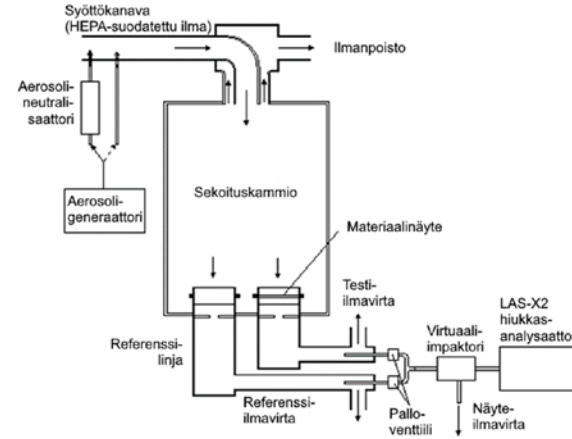 Syöttökanava
(HEPA-suodatettu ilma)
Ilmanpoisto
Aerosoli-
neutrali-
saattori
Aerosoli-
generaattori
Sekoituskammio
Materiaalinäyte
Testi-
ilmavirta
LAS-X2
hiukkas-
analysaatto
Virtuaali-
impaktori
Referenssi-
linja
Referenssi-
ilmavirta
Pallo-
venttiili
Näyte-
ilmavirta